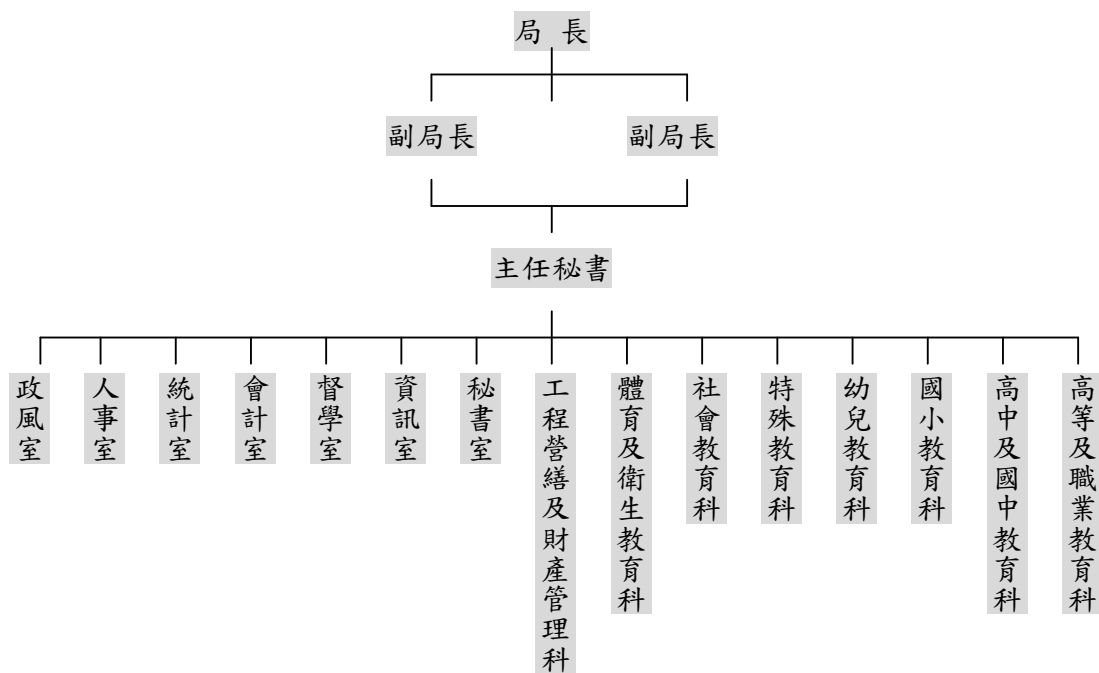 局 長
副局長
副局長
主任秘書
政風室
人事室
統計室
會計室
督學室
資訊室
秘書室
工程營繕及財產管理科
體育及衛生教育科
社會教育科
特殊教育科
幼兒教育科
國小教育科
高中及國中教育科
高等及職業教育科